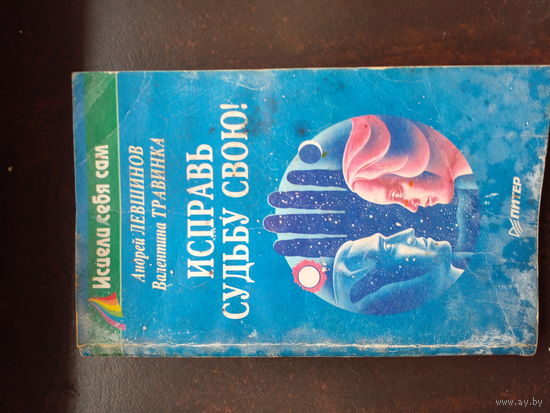 Исцели себя сам
Андрей ЛЕВШИНОВ
Валентина ТРАВИНКА
ИСПРАВЬ
СУДЬБУ СВОЮ!
ПИТЕР
www.ay.by